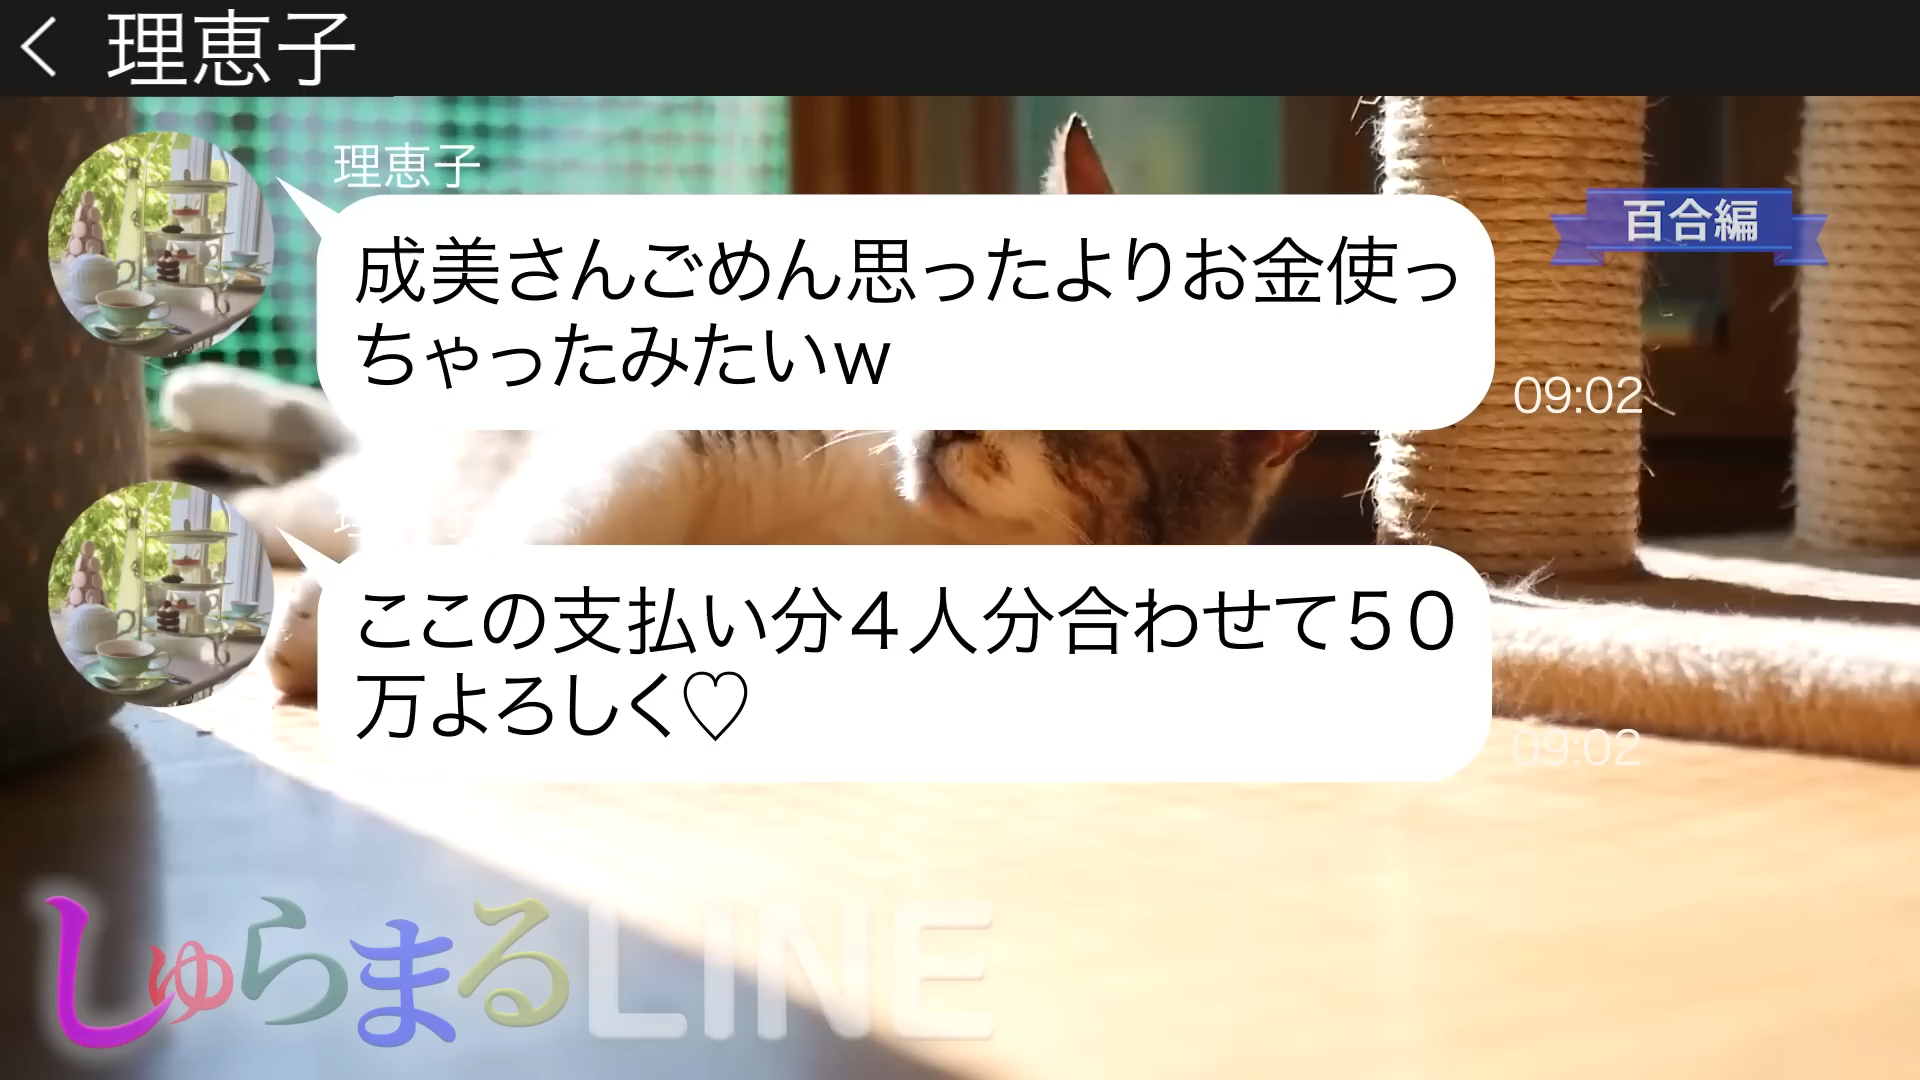 理恵子
理恵子
百合編
成美さんごめん思ったよりお金使っ
ちゃったみたいw
09:02
理恵子
ここの支払い分４人分合わせて５０
万よろしく♡
09:02
しゅらまるLINE